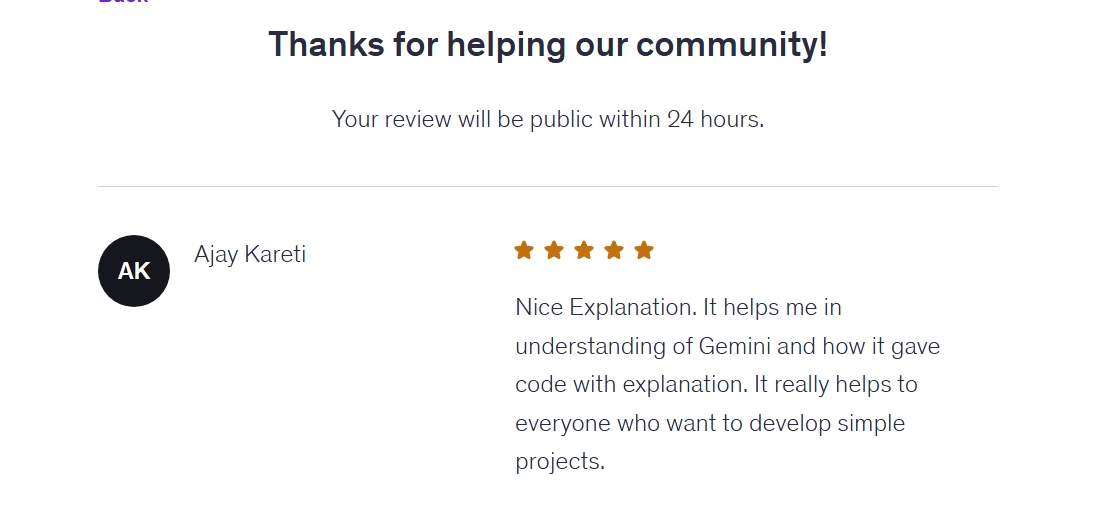 Back
Thanks for helping our community!
Your review will be public within 24 hours.
AK
Ajay Kareti
Nice Explanation. It helps me in
understanding of Gemini and how it gave
code with explanation. It really helps to
everyone who want to develop simple
projects.